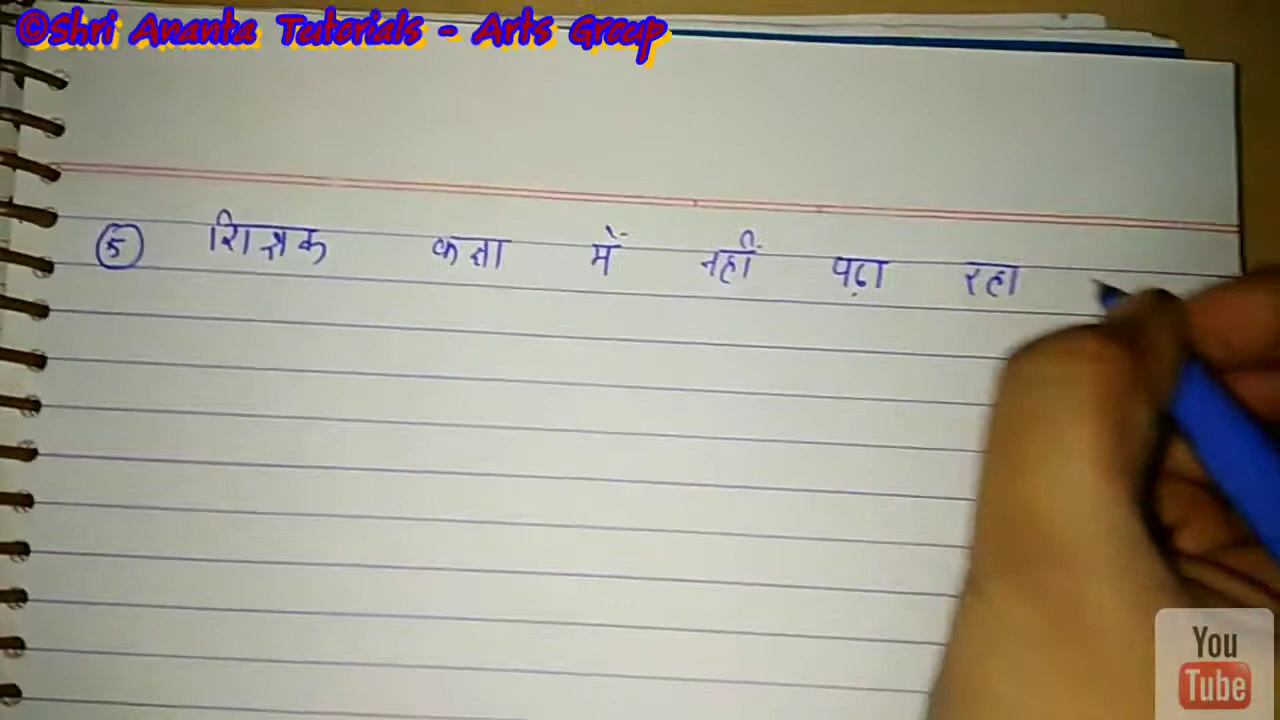 ©Shri Ananta Tutorials - Arts Group
5 शिक्षक कक्षा में नहीं पढ़ा रहा
You
Tube